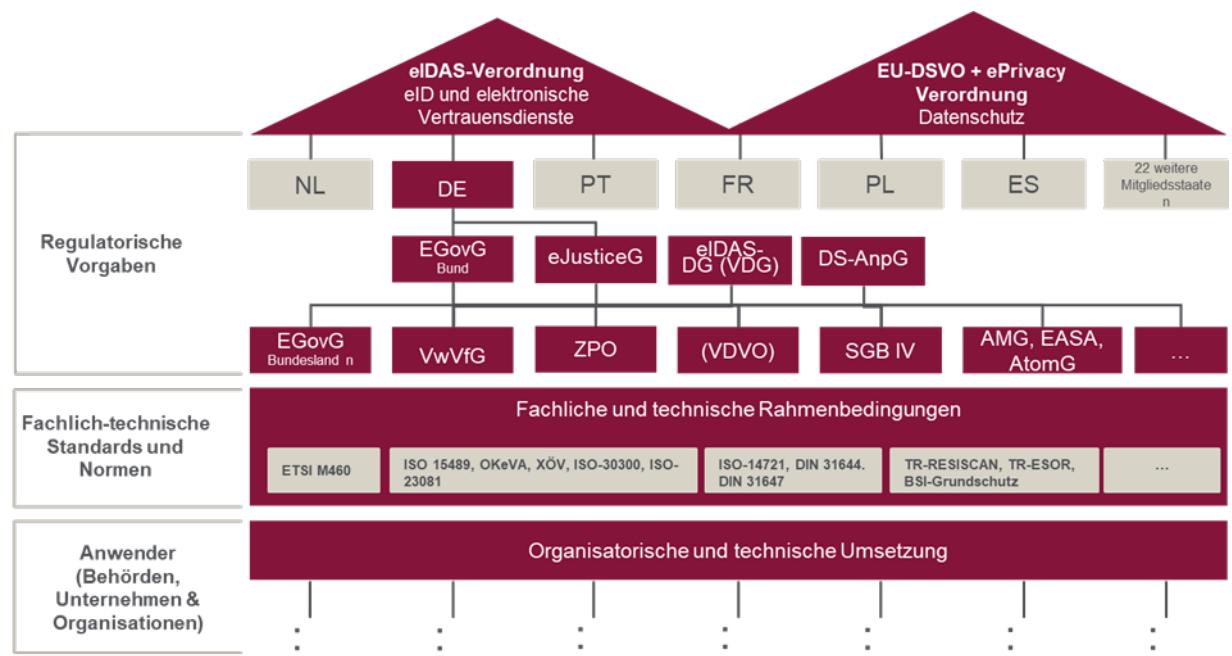 eIDAS-Verordnung
eID und elektronische
Vertrauensdienste
EU-DSVO + ePrivacy
Verordnung
Datenschutz
Regulatorische
Vorgaben
NL
DE
PT
FR
PL
ES
22 weitere
Mitgliedsstaate
n
EGovG
Bund
eJusticeG
eIDAS-
DG (VDG)
DS-AnpG
EGovG
Bundesland n
VwVfG
ZPO
(VDVO)
SGB IV
AMG, EASA,
AtomG
...
Fachlich-technische
Standards und
Normen
Fachliche und technische Rahmenbedingungen
ETSI M460
ISO 15489, OKeVA, XÖV, ISO-30300, ISO-
23081
ISO-14721, DIN 31644.
DIN 31647
TR-RESISCAN, TR-ESOR,
BSI-Grundschutz
...
Anwender
(Behörden,
Unternehmen &
Organisationen)
Organisatorische und technische Umsetzung